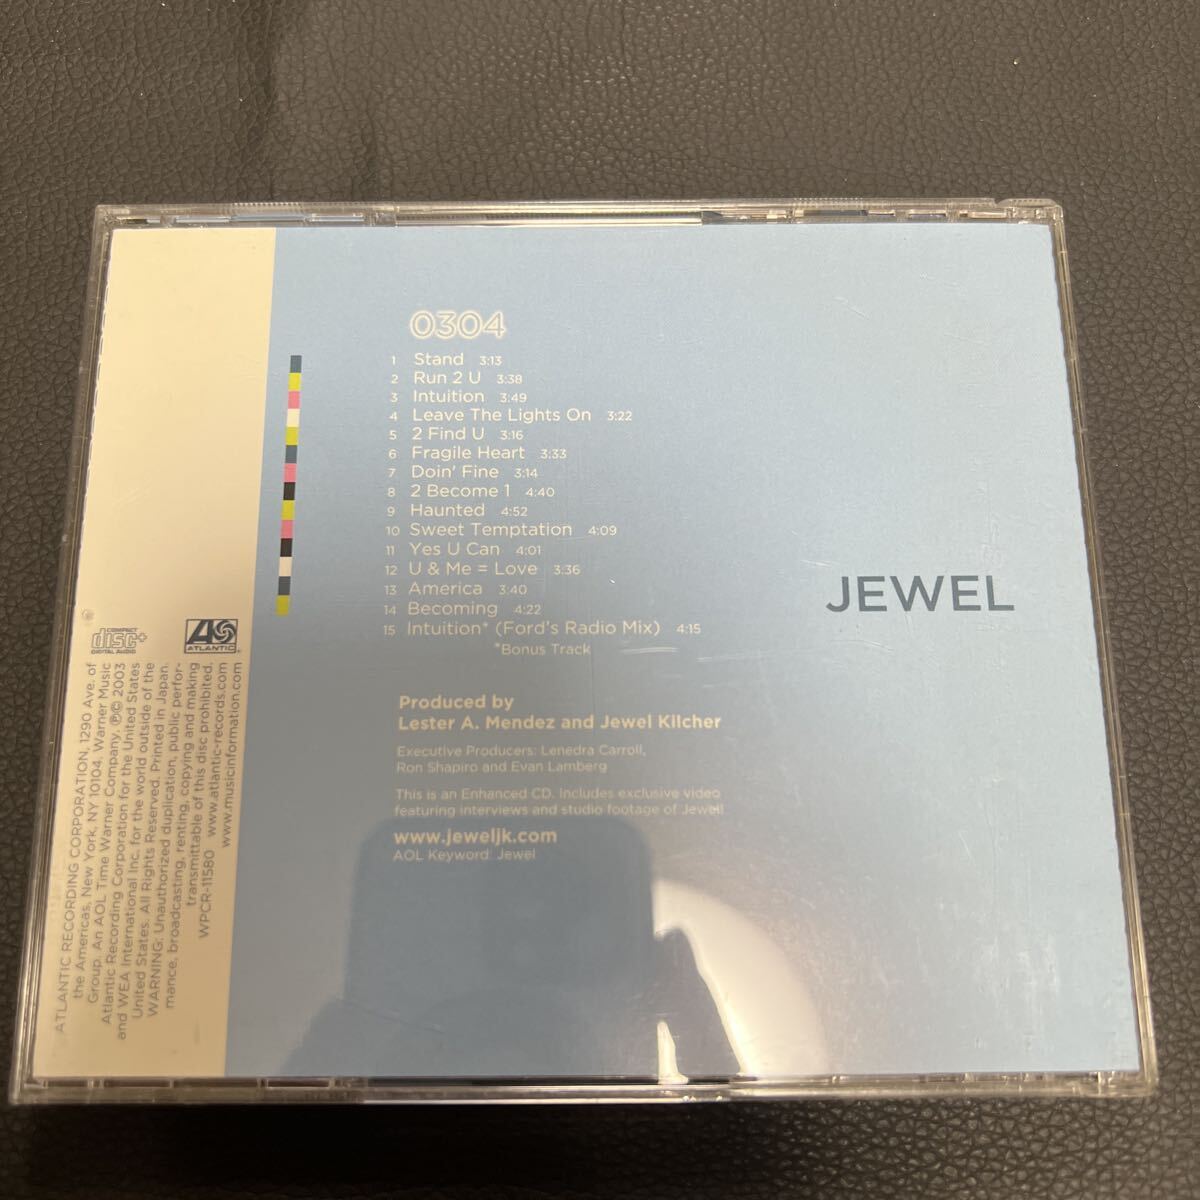 0304
1 Stand 3:13
2 Run 2 U 3:38
3 Intuition 3:49
4 Leave The Lights On 3:22
5 2 Find U 3:16
6 Fragile Heart 3:33
7 Doin' Fine 3:14
8 2 Become 1 4:40
9 Haunted 4:52
10 Sweet Temptation 4:09
11 Yes U Can 4:01
12 U & Me = Love 3:36
13 America 3:40
14 Becoming 4:22
15 Intuition* (Ford's Radio Mix) 4:15
*Bonus Track
JEWEL
Produced by
Lester A. Mendez and Jewel Kilcher
Executive Producers: Lenedra Carroll,
Ron Shapiro and Evan Lamberg
This is an Enhanced CD. Includes exclusive video
featuring interviews and studio footage of Jewel!
www.jeweljk.com
AOL Keyword: Jewel
COMPACT
disc+
DIGITAL AUDIO
®
ATLANTIC
ATLANTIC RECORDING CORPORATION, 1290 Ave. of
the Americas, New York, NY 10104. Warner Music
Group. An AOL Time Warner Company. ℗© 2003
Atlantic Recording Corporation for the United States
and WEA International Inc. for the world outside of the
United States. All Rights Reserved. Printed in Japan.
WARNING: Unauthorized duplication, public perfor-
mance, broadcasting, renting, copying and making
transmittable of this disc prohibited.
WPCR-11580 www.atlantic-records.com
www.musicinformation.com